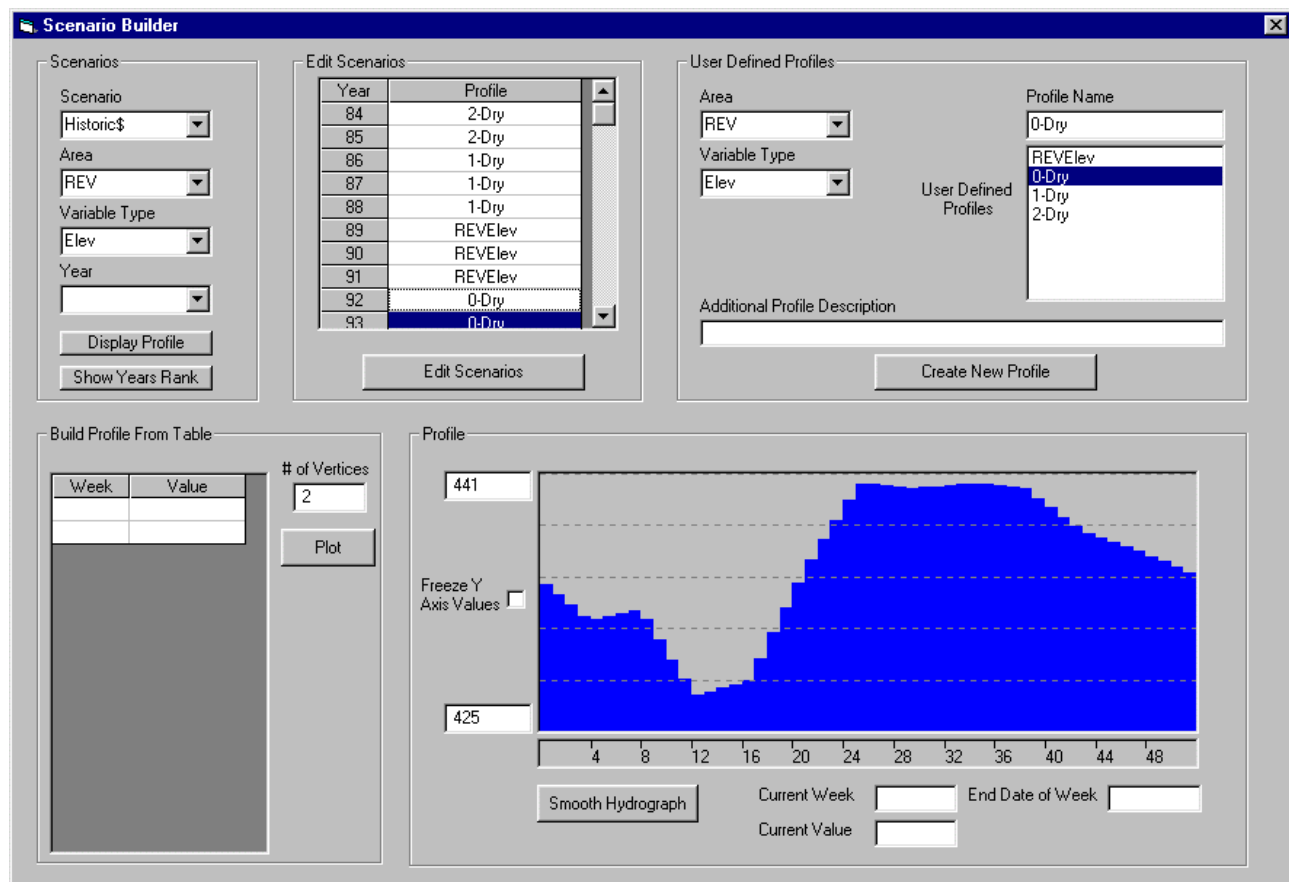 Scenario Builder
Scenarios
Scenario
Historic$
Area
REV
Variable Type
Elev
Year
Display Profile
Show Years Rank
Edit Scenarios
Year Profile
84 2-Dry
85 2-Dry
86 1-Dry
87 1-Dry
88 1-Dry
89 REVElev
90 REVElev
91 REVElev
92 0-Dry
93 0-Dry
Edit Scenarios
User Defined Profiles
Area
REV
Variable Type
Elev
Profile Name
0-Dry
User Defined
Profiles
REVElev
0-Dry
1-Dry
2-Dry
Additional Profile Description
Create New Profile
Build Profile From Table
Week Value
# of Vertices
2
Plot
Profile
441
Freeze Y
Axis Values
425
4 8 12 16 20 24 28 32 36 40 44 48
Smooth Hydrograph
Current Week
End Date of Week
Current Value